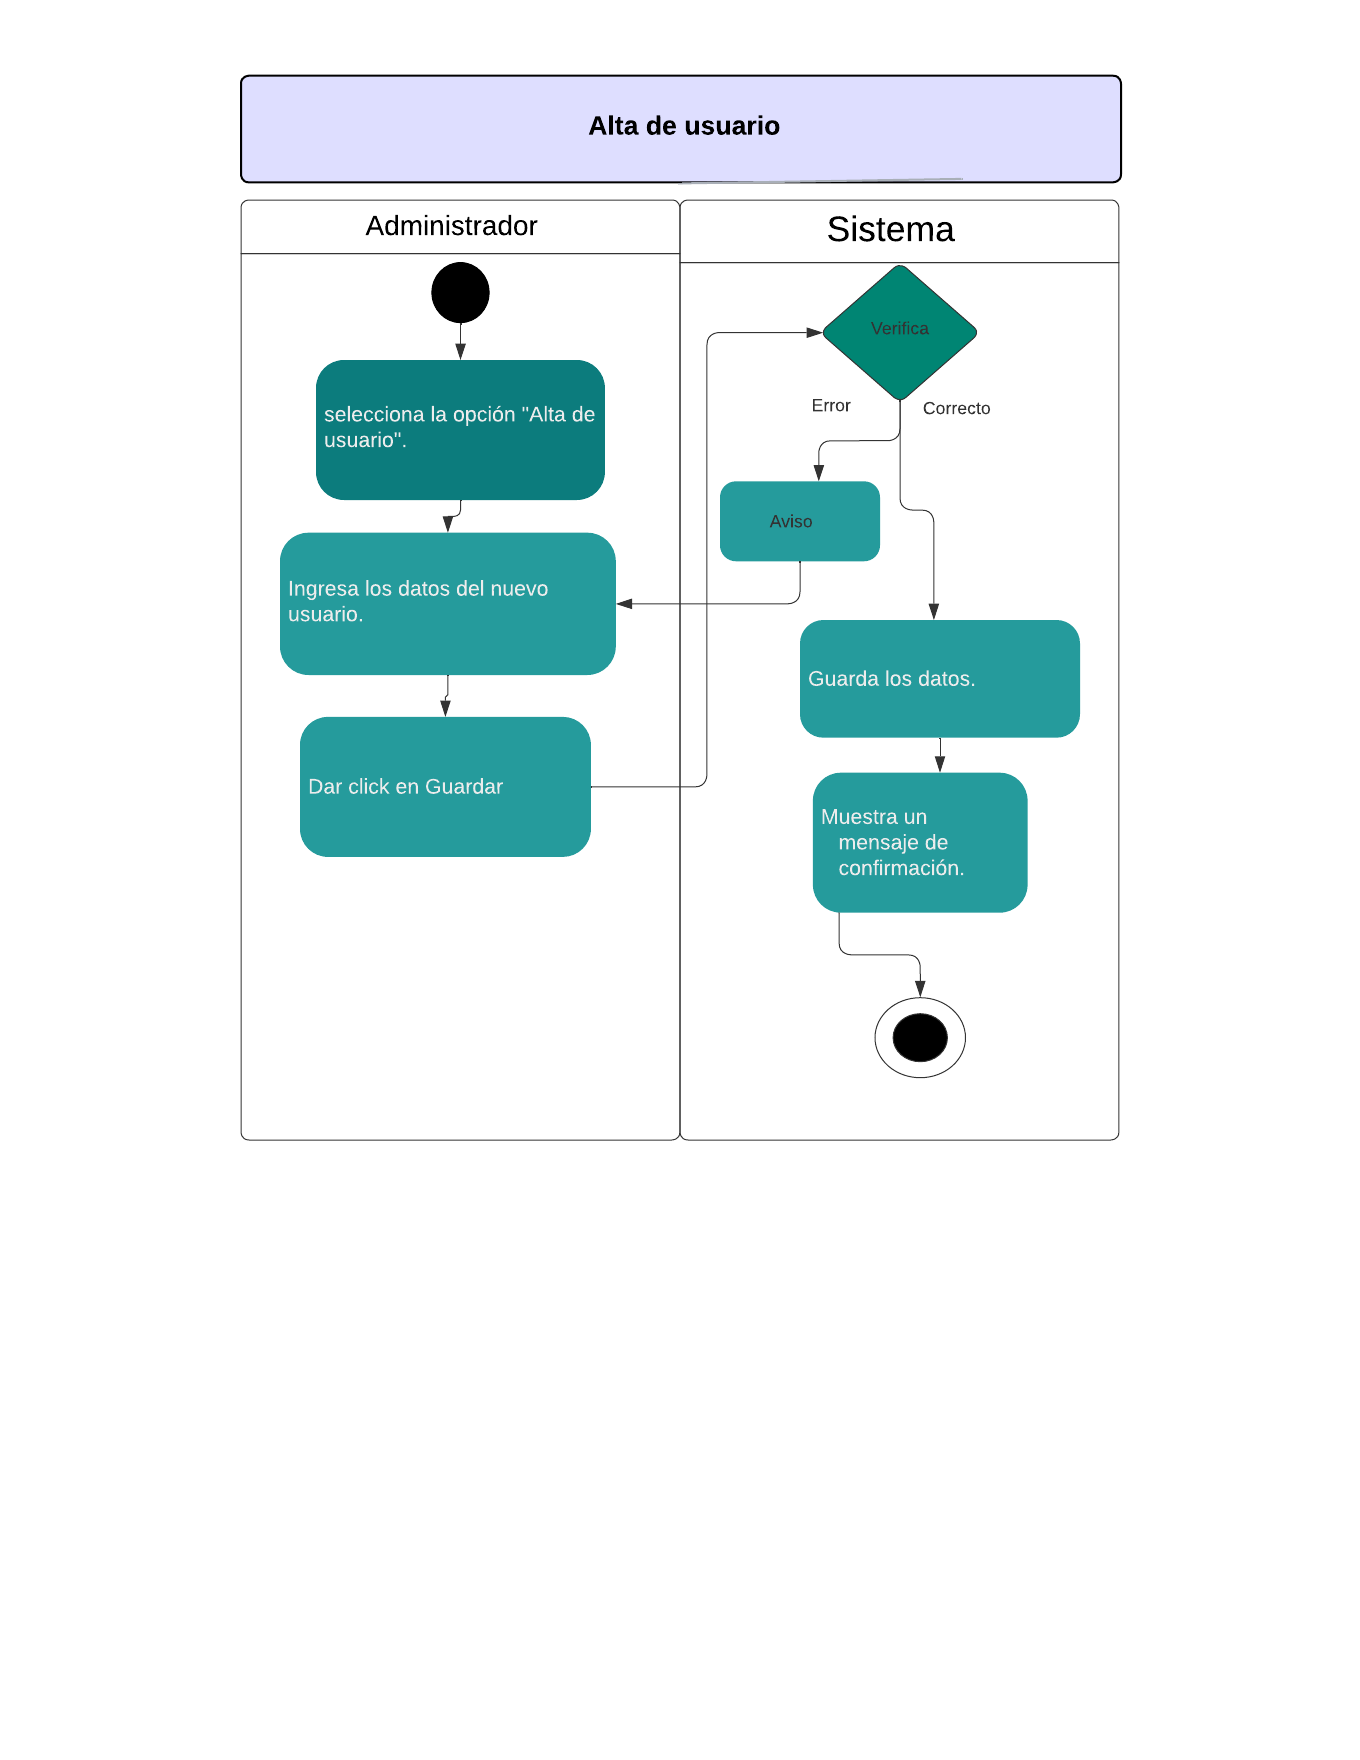 Alta de usuario
Administrador
Sistema
selecciona la opción "Alta de
usuario".
Ingresa los datos del nuevo
usuario.
Dar click en Guardar
Verifica
Error
Correcto
Aviso
Guarda los datos.
Muestra un
mensaje de
confirmación.